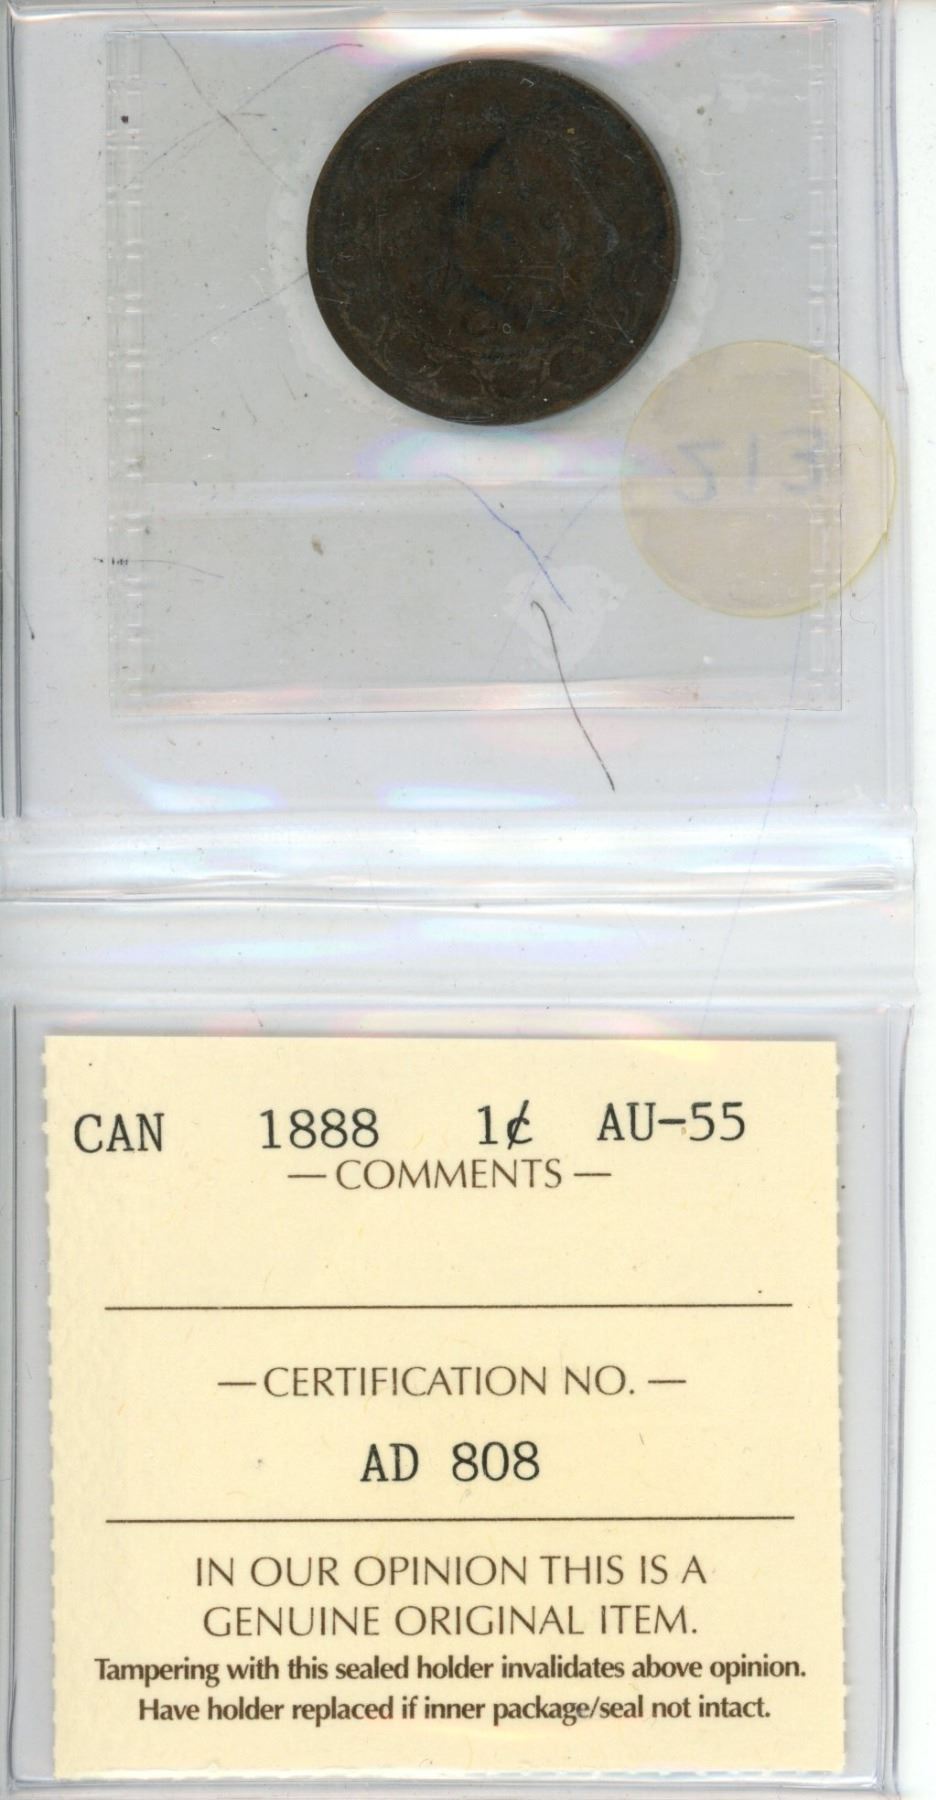 CAN 1888 1¢ AU-55
— COMMENTS —
— CERTIFICATION NO. —
AD 808
IN OUR OPINION THIS IS A
GENUINE ORIGINAL ITEM.
Tampering with this sealed holder invalidates above opinion.
Have holder replaced if inner package/seal not intact.